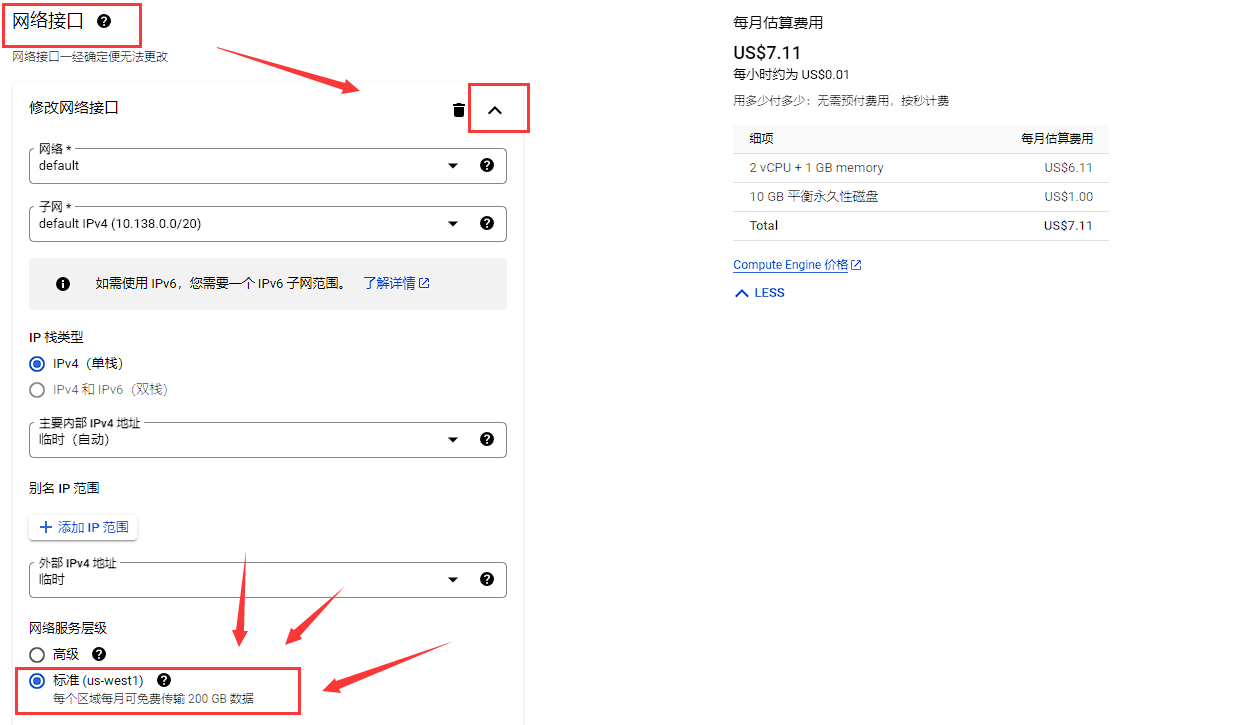 网络接口
网络接口一经确定便无法更改
修改网络接口
网络 *
default
子网 *
default IPv4 (10.138.0.0/20)
如需使用 IPv6，您需要一个 IPv6 子网范围。 了解详情
IP 栈类型
IPv4（单栈）
IPv4 和 IPv6（双栈）
主要内部 IPv4 地址
临时（自动）
别名 IP 范围
添加 IP 范围
外部 IPv4 地址
临时
网络服务层级
高级
标准 (us-west1)
每个区域每月可免费传输 200 GB 数据
每月估算费用
US$7.11
每小时约为 US$0.01
用多少付多少：无需预付费用，按秒计费
细项 每月估算费用
2 vCPU + 1 GB memory US$6.11
10 GB 平衡永久性磁盘 US$1.00
Total US$7.11
Compute Engine 价格
LESS